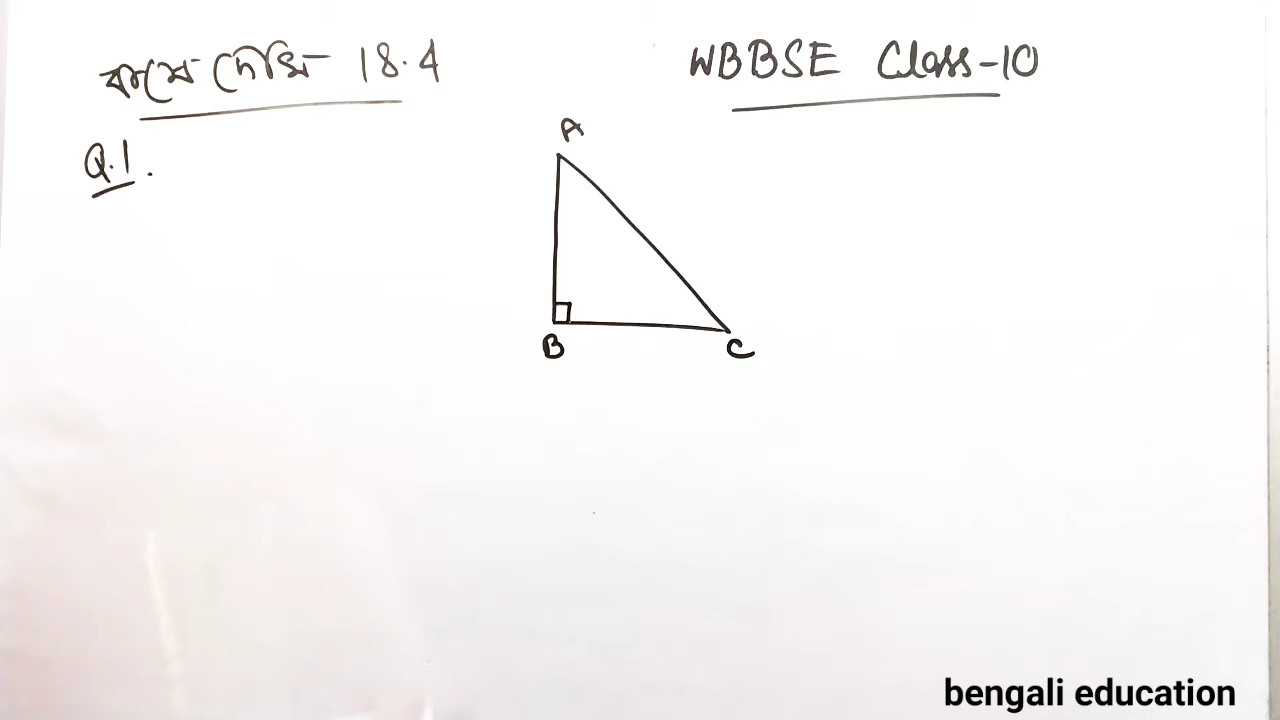 কষে দেখি- 18.4
WBBSE Class-10
Q.1.
A
B
C
bengali education